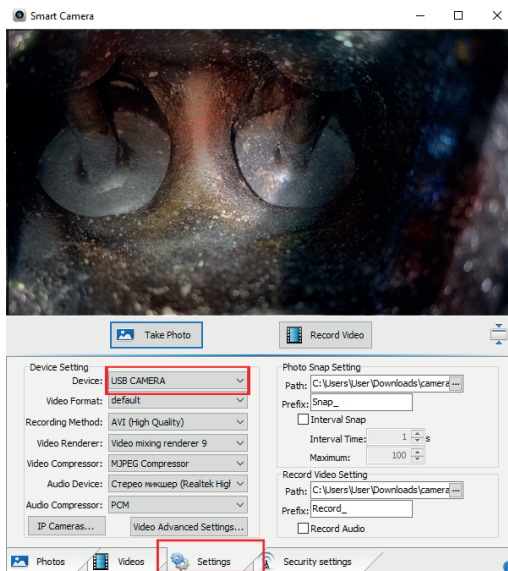 Smart Camera
Take Photo
Record Video
Device Setting
Device: USB CAMERA
Video Format: default
Recording Method: AVI (High Quality)
Video Renderer: Video mixing renderer 9
Video Compressor: MJPEG Compressor
Audio Device: Стерео микшер (Realtek High
Audio Compressor: PCM
IP Cameras...
Video Advanced Settings...
Photo Snap Setting
Path: C:\Users\User\Downloads\camera ...
Prefix: Snap_
Interval Snap
Interval Time: 1 s
Maximum: 100
Record Video Setting
Path: C:\Users\User\Downloads\camera ...
Prefix: Record_
Record Audio
Photos
Videos
Settings
Security settings